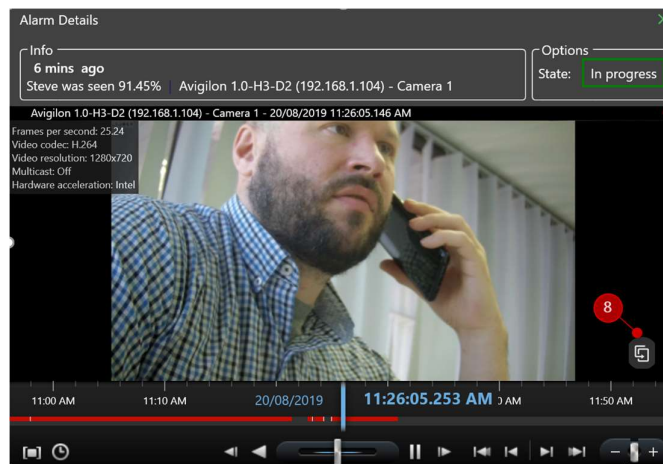 Alarm Details
Info
6 mins ago
Steve was seen 91.45% Avigilon 1.0-H3-D2 (192.168.1.104) - Camera 1
Options
State: In progress
Avigilon 1.0-H3-D2 (192.168.1.104) - Camera 1 - 20/08/2019 11:26:05.146 AM
Frames per second: 25.24
Video codec: H.264
Video resolution: 1280x720
Multicast: Off
Hardware acceleration: Intel
8
11:00 AM 11:10 AM 20/08/2019 11:26:05.253 AM 0 AM 11:50 AM